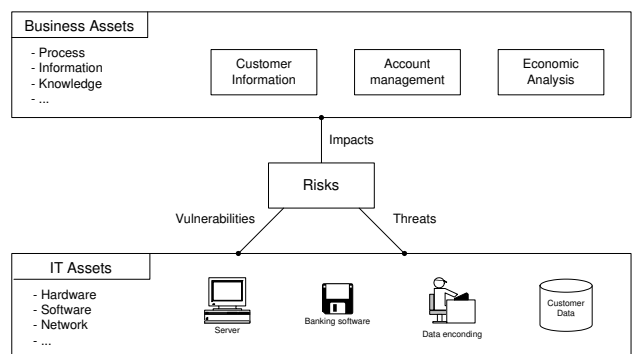 Business Assets
- Process
- Information
- Knowledge
- ...
Customer
Information
Account
management
Economic
Analysis
Impacts
Risks
Vulnerabilities
Threats
IT Assets
- Hardware
- Software
- Network
- ...
Server
Banking software
Data enconding
Customer
Data